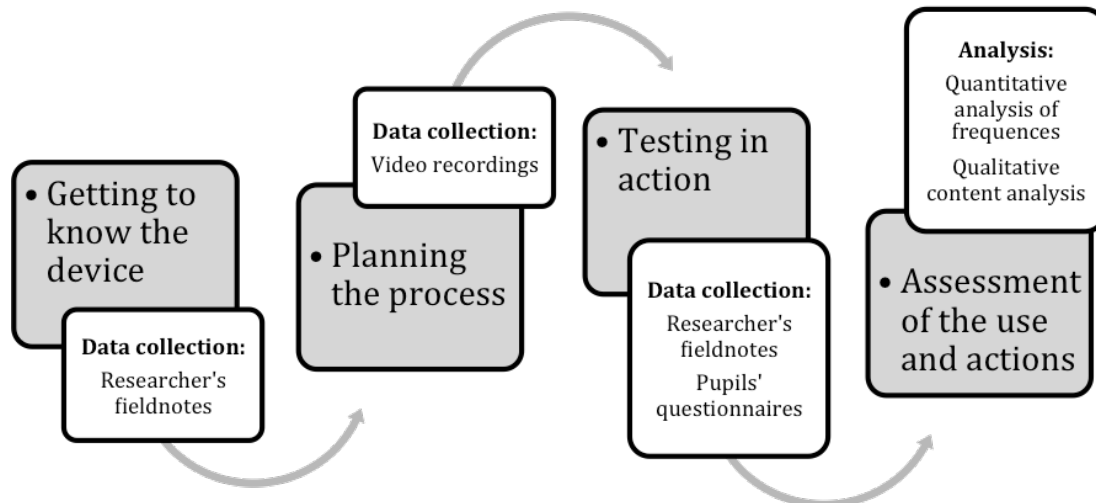 • Getting to
know the
device
Data collection:
Researcher's
fieldnotes
Data collection:
Video recordings
• Planning
the process
• Testing in
action
Data collection:
Researcher's
fieldnotes
Pupils'
questionnaires
Analysis:
Quantitative
analysis of
frequences
Qualitative
content analysis
• Assessment
of the use
and actions